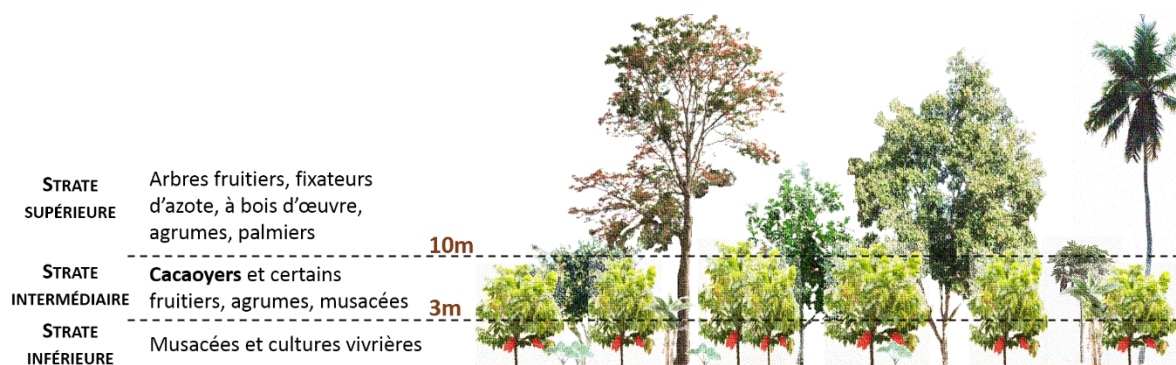 STRATE
SUPÉRIEURE
Arbres fruitiers, fixateurs
d'azote, à bois d'œuvre,
agrumes, palmiers
10m
STRATE
INTERMÉDIAIRE
Cacaoyers et certains
fruitiers, agrumes, musacées
3m
STRATE
INFÉRIEURE
Musacées et cultures vivrières